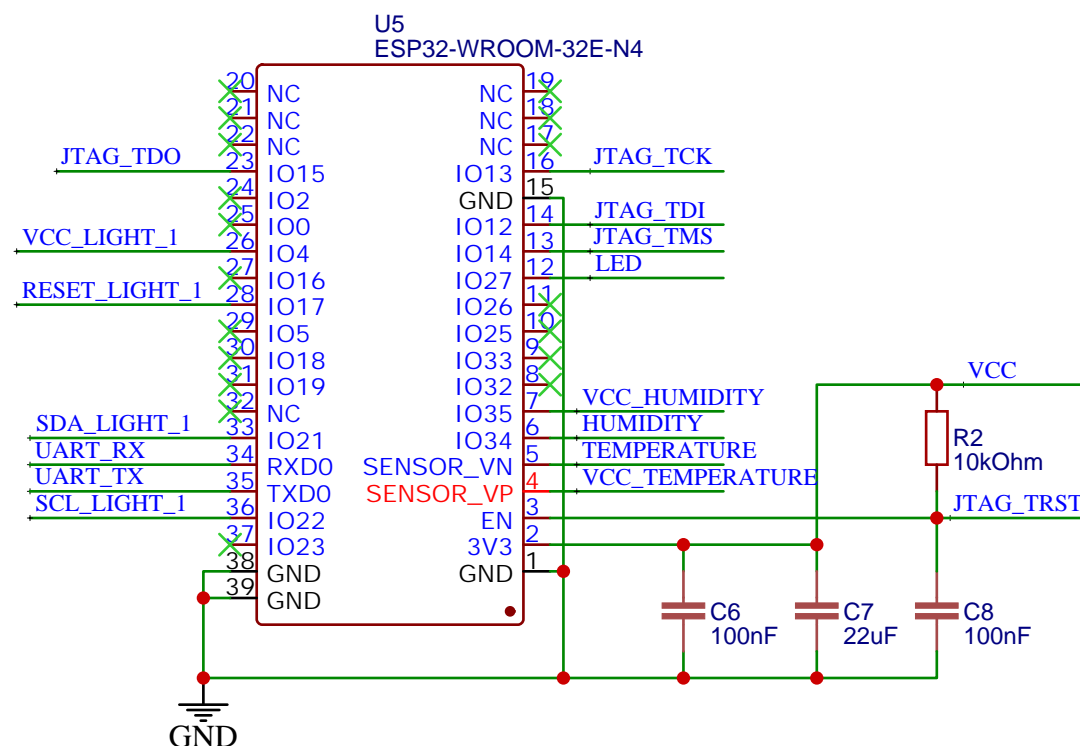 U5
ESP32-WROOM-32E-N4
20 NC NC 19
21 NC NC 18
22 NC NC 17
JTAG_TDO 23 IO15 IO13 16 JTAG_TCK
24 IO2 GND 15
25 IO0 IO12 14 JTAG_TDI
VCC_LIGHT_1 26 IO4 IO14 13 JTAG_TMS
27 IO16 IO27 12 LED
RESET_LIGHT_1 28 IO17 IO26 11
29 IO5 IO25 10
30 IO18 IO33 9
31 IO19 IO32 8
VCC
32 NC IO35 7 VCC_HUMIDITY
SDA_LIGHT_1 33 IO21 IO34 6 HUMIDITY
R2
10kOhm
UART_RX 34 RXD0 SENSOR_VN 5 TEMPERATURE
UART_TX 35 TXD0 SENSOR_VP 4 VCC_TEMPERATURE
SCL_LIGHT_1 36 IO22 EN 3 JTAG_TRST
37 IO23 3V3 2
38 GND GND 1
39 GND
C6 C7 C8
100nF 22uF 100nF
GND